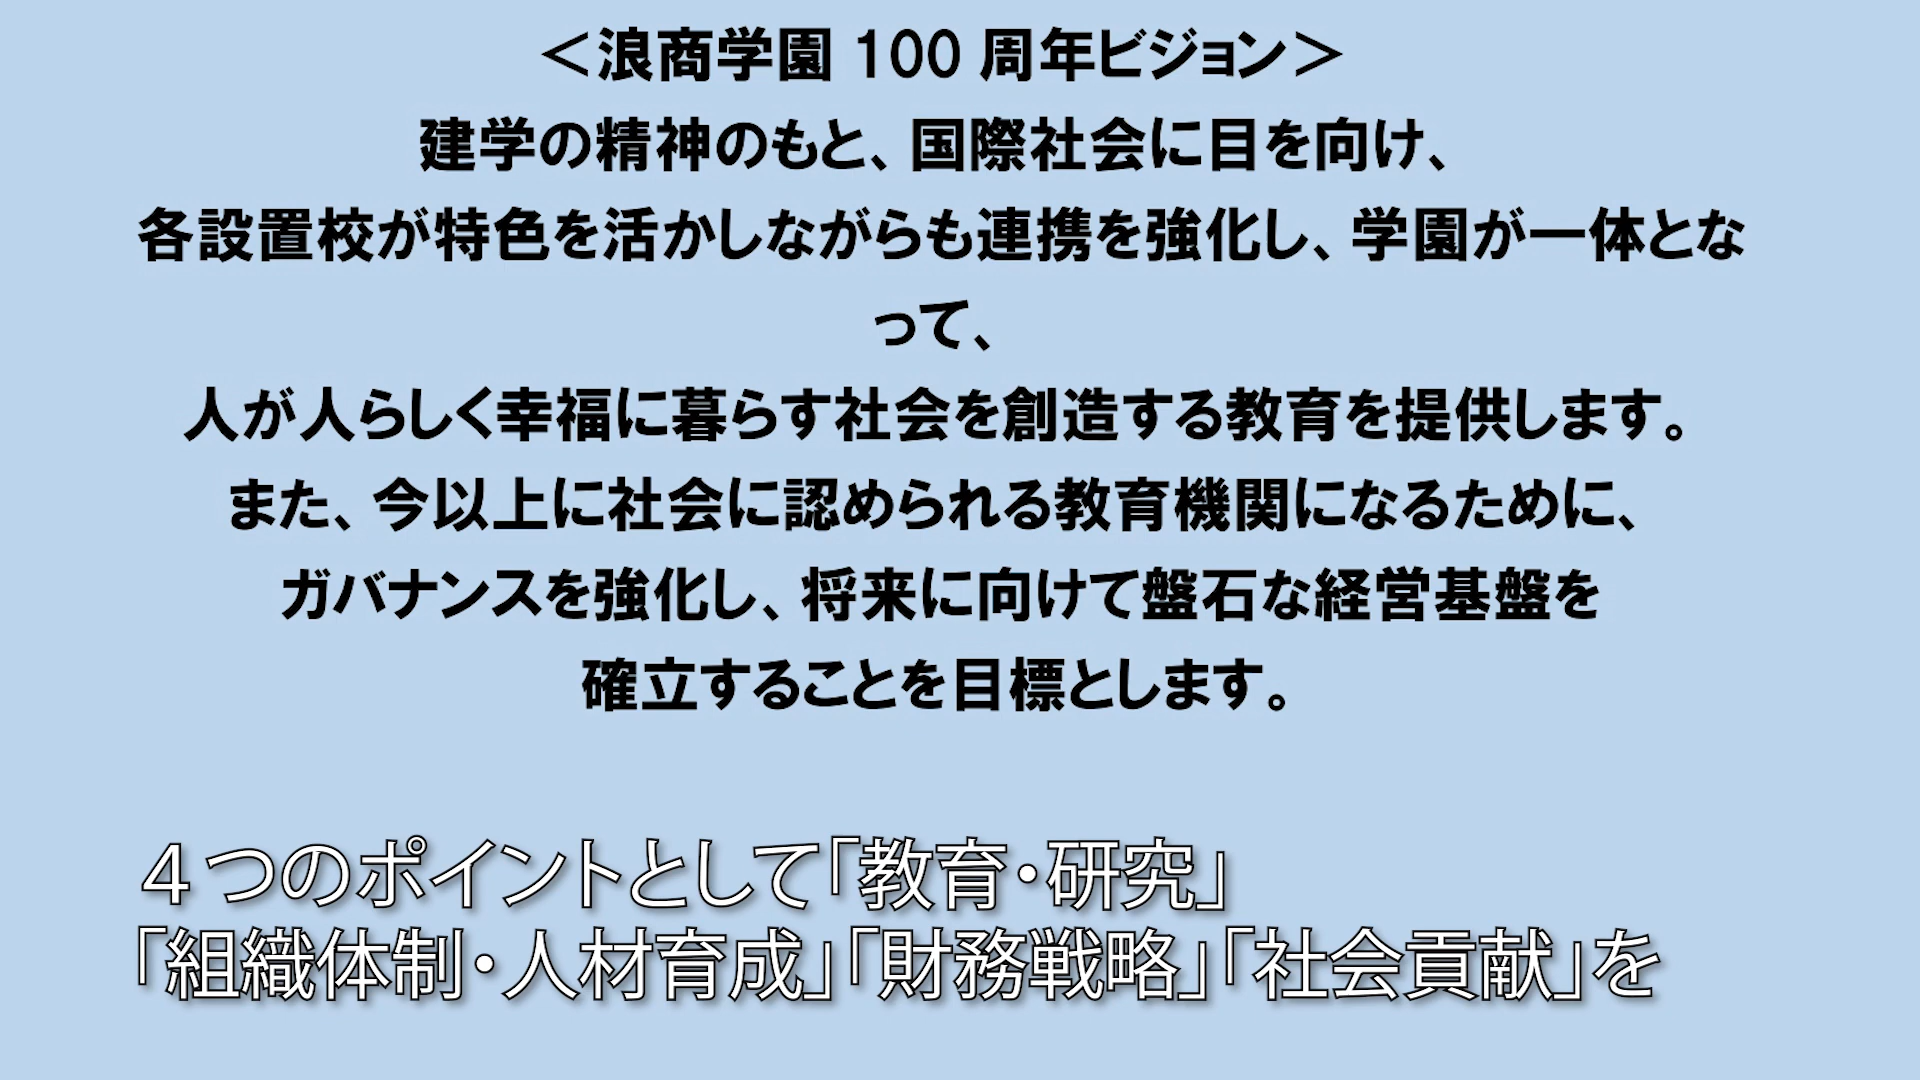 ＜浪商学園 100 周年ビジョン＞
建学の精神のもと、国際社会に目を向け、
各設置校が特色を活かしながらも連携を強化し、学園が一体とな
って、
人が人らしく幸福に暮らす社会を創造する教育を提供します。
また、今以上に社会に認められる教育機関になるために、
ガバナンスを強化し、将来に向けて盤石な経営基盤を
確立することを目標とします。
４つのポイントとして「教育・研究」
「組織体制・人材育成」「財務戦略」「社会貢献」を